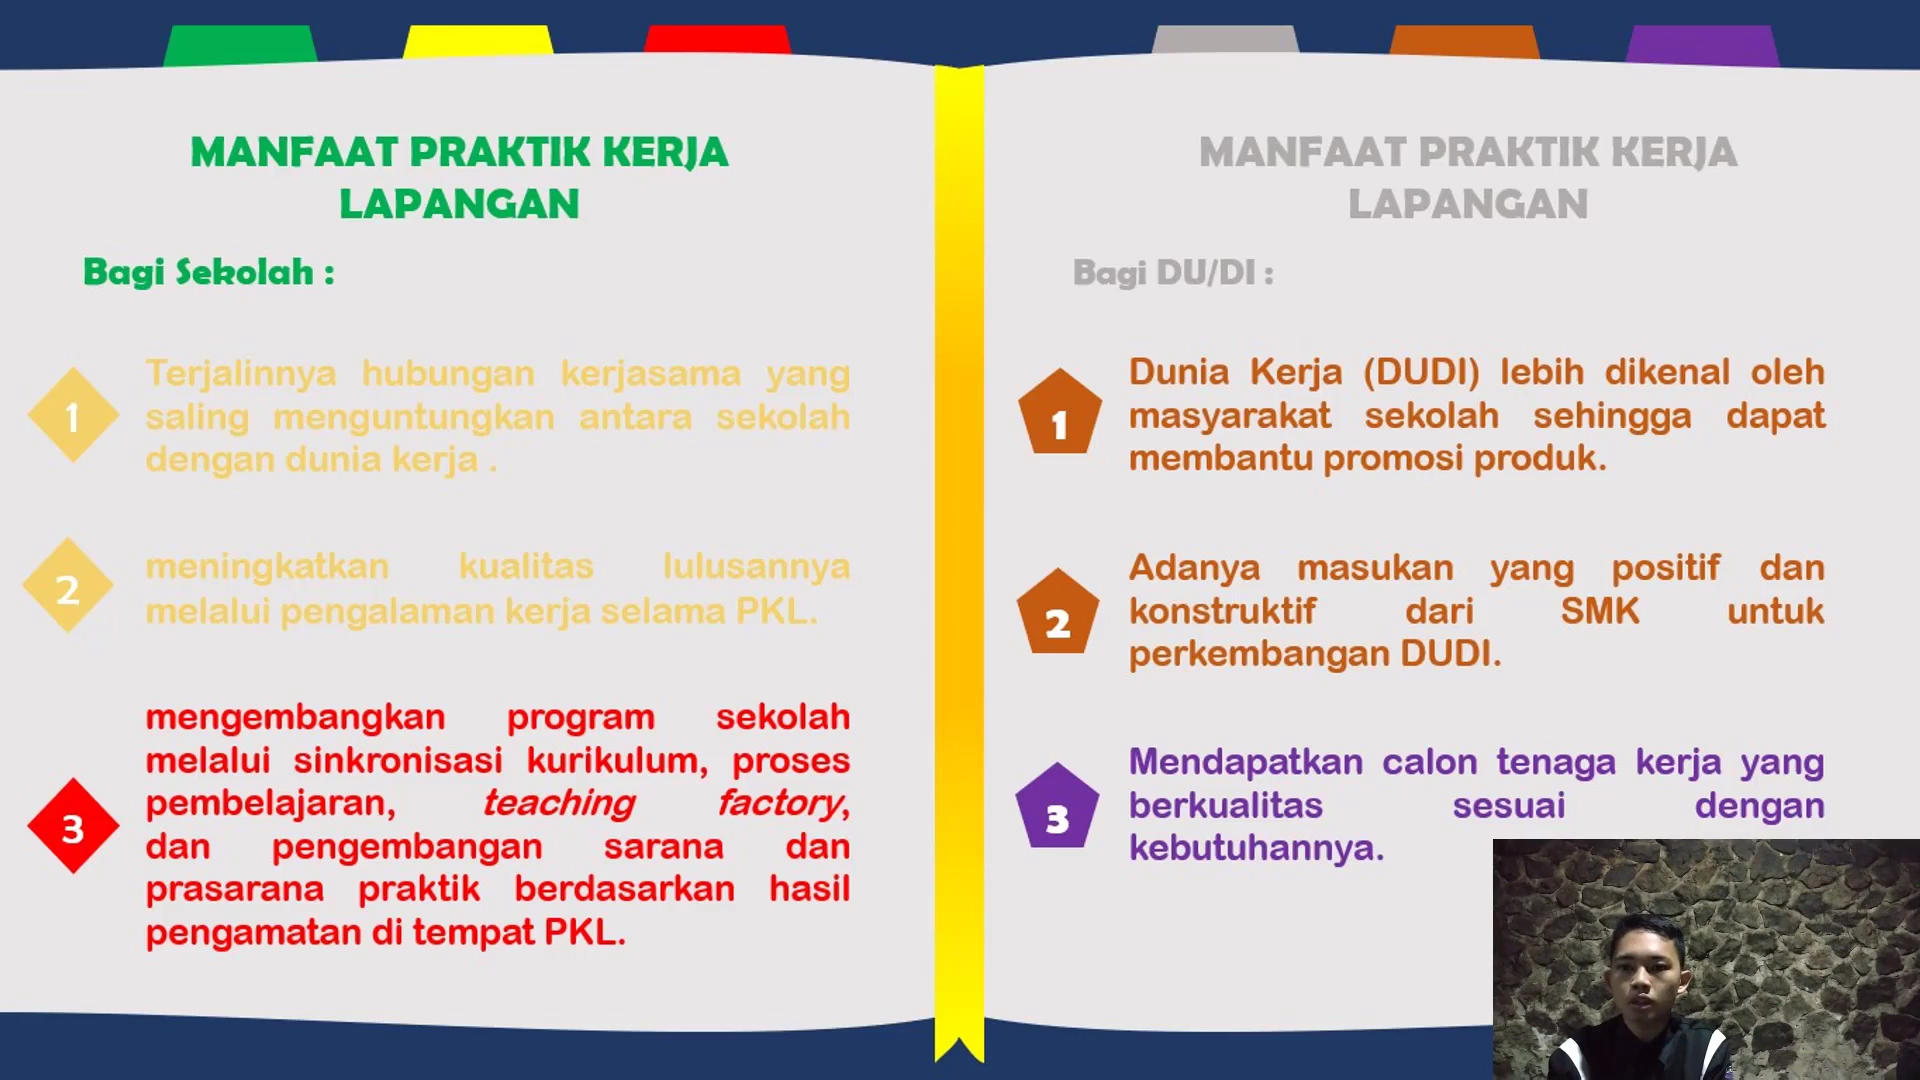 MANFAAT PRAKTIK KERJA
LAPANGAN
Bagi Sekolah :
1
Terjalinnya hubungan kerjasama yang
saling menguntungkan antara sekolah
dengan dunia kerja .
2
meningkatkan kualitas lulusannya
melalui pengalaman kerja selama PKL.
3
mengembangkan program sekolah
melalui sinkronisasi kurikulum, proses
pembelajaran, teaching factory,
dan pengembangan sarana dan
prasarana praktik berdasarkan hasil
pengamatan di tempat PKL.
MANFAAT PRAKTIK KERJA
LAPANGAN
Bagi DU/DI :
1
Dunia Kerja (DUDI) lebih dikenal oleh
masyarakat sekolah sehingga dapat
membantu promosi produk.
2
Adanya masukan yang positif dan
konstruktif dari SMK untuk
perkembangan DUDI.
3
Mendapatkan calon tenaga kerja yang
berkualitas sesuai dengan
kebutuhannya.